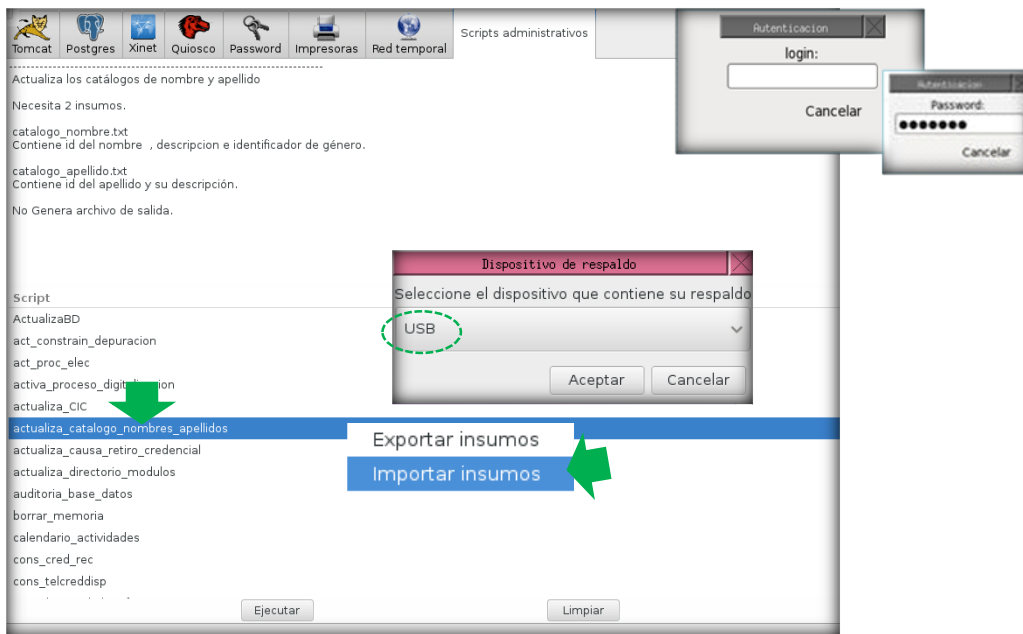 Tomcat
Postgres
Xinet
Quiosco
Password
Impresoras
Red temporal
Scripts administrativos
Autenticacion
login:
Cancelar
Autenticacion
Password:
Cancelar
Actualiza los catálogos de nombre y apellido
Necesita 2 insumos.
catalogo_nombre.txt
Contiene id del nombre , descripcion e identificador de género.
catalogo_apellido.txt
Contiene id del apellido y su descripción.
No Genera archivo de salida.
Dispositivo de respaldo
Seleccione el dispositivo que contiene su respaldo
USB
Aceptar
Cancelar
Script
ActualizaBD
act_constrain_depuracion
act_proc_elec
actualiza_CIC
actualiza_catalogo_nombres_apellidos
Exportar insumos
Importar insumos
actualiza_causa_retiro_credencial
actualiza_directorio_modulos
auditoria_base_datos
borrar_memoria
calendario_actividades
cons_cred_rec
cons_telcreddisp
Ejecutar
Limpiar